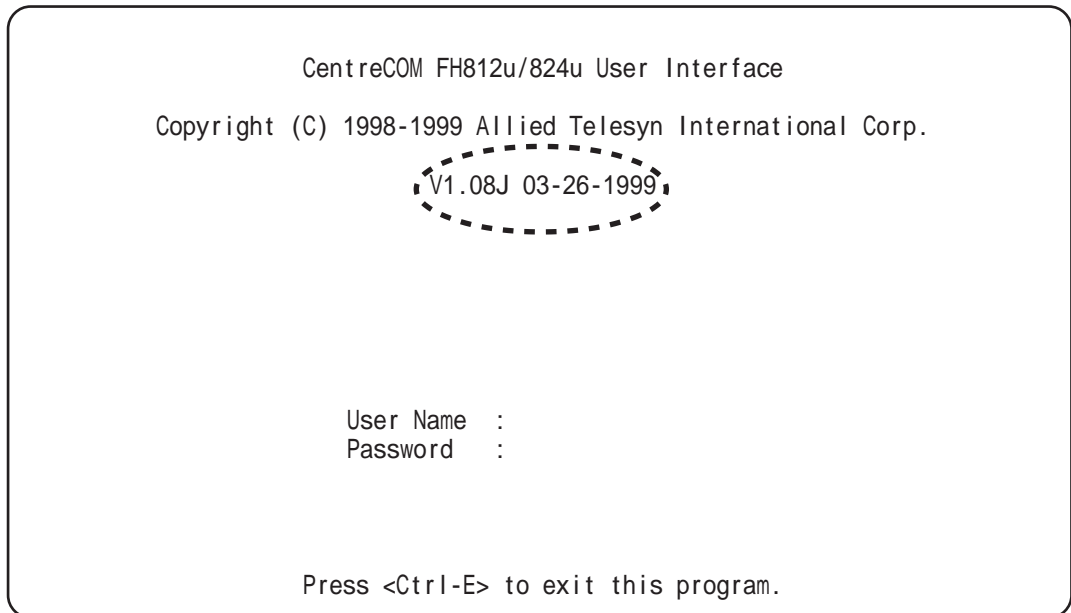 CentreCOM FH812u/824u User Interface
Copyright (C) 1998-1999 Allied Telesyn International Corp.
V1.08J 03-26-1999
User Name :
Password :
Press <Ctrl-E> to exit this program.